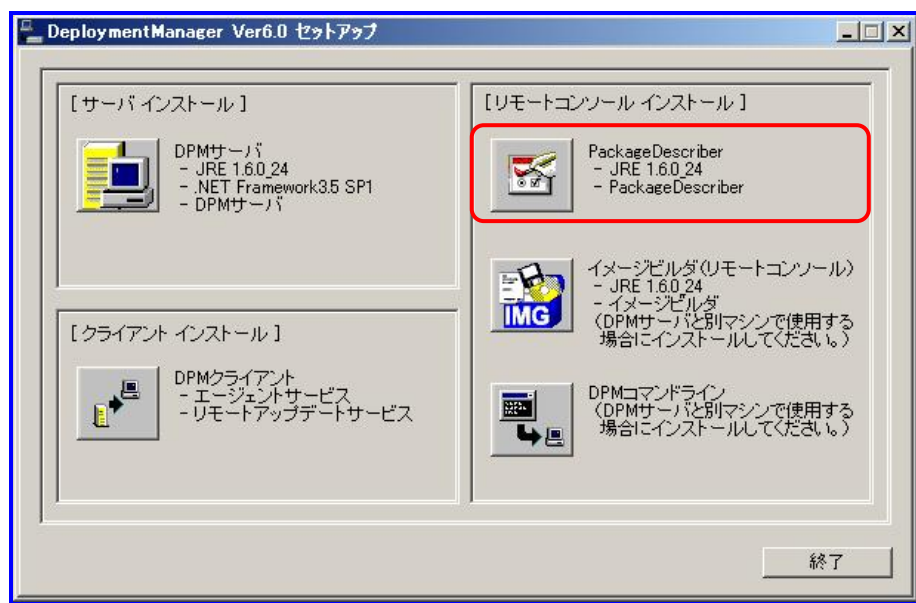 DeploymentManager Ver6.0 セットアップ
[ サーバ インストール ]
DPMサーバ
- JRE 1.6.0_24
- .NET Framework3.5 SP1
- DPMサーバ
[ クライアント インストール ]
DPMクライアント
- エージェントサービス
- リモートアップデートサービス
[ リモートコンソール インストール ]
PackageDescriber
- JRE 1.6.0_24
- PackageDescriber
イメージビルダ(リモートコンソール)
- JRE 1.6.0_24
- イメージビルダ
(DPMサーバと別マシンで使用する
場合にインストールしてください。)
IMG
DPMコマンドライン
(DPMサーバと別マシンで使用する
場合にインストールしてください。)
終了